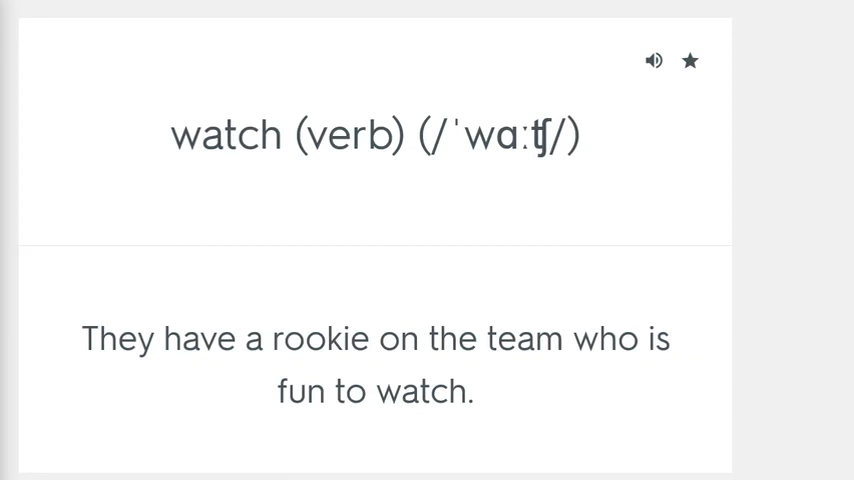 watch (verb) (/ˈwɑːʧ/)
They have a rookie on the team who is
fun to watch.